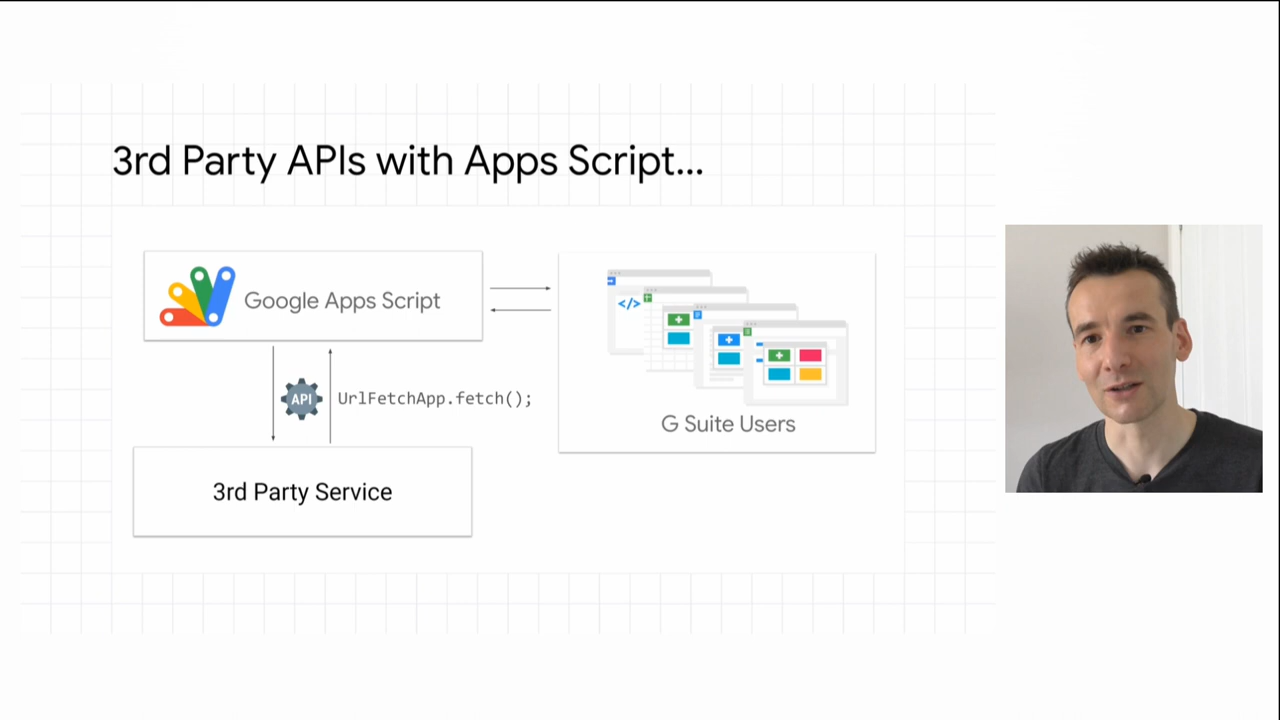 3rd Party APIs with Apps Script...
Google Apps Script
</>
API
UrlFetchApp.fetch();
G Suite Users
3rd Party Service